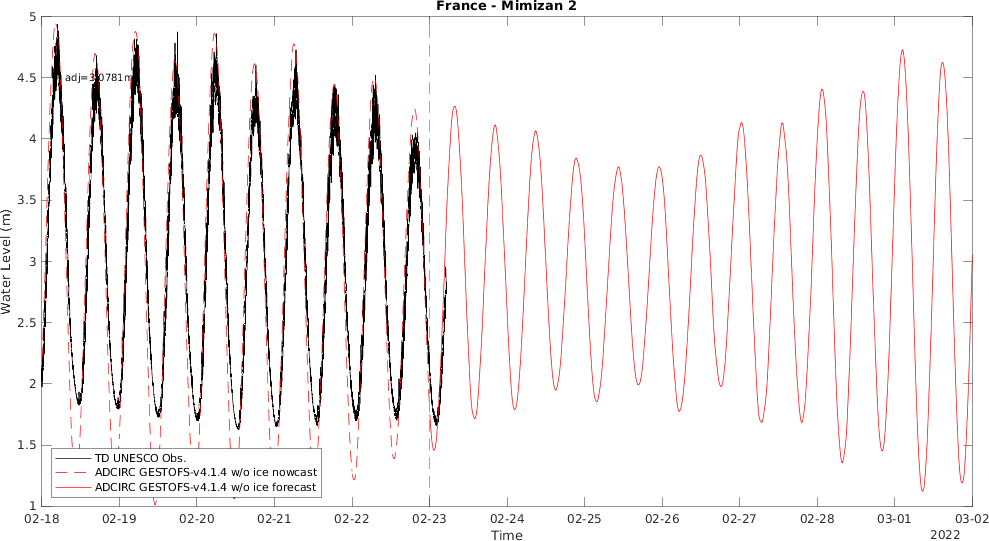 France - Mimizan 2
Water Level (m)
5
4.5
4
3.5
3
2.5
2
1.5
1
adj=3.0781m
TD UNESCO Obs.
ADCIRC GESTOFS-v4.1.4 w/o ice nowcast
ADCIRC GESTOFS-v4.1.4 w/o ice forecast
02-18 02-19 02-20 02-21 02-22 02-23 02-24 02-25 02-26 02-27 02-28 03-01 03-02
Time
2022